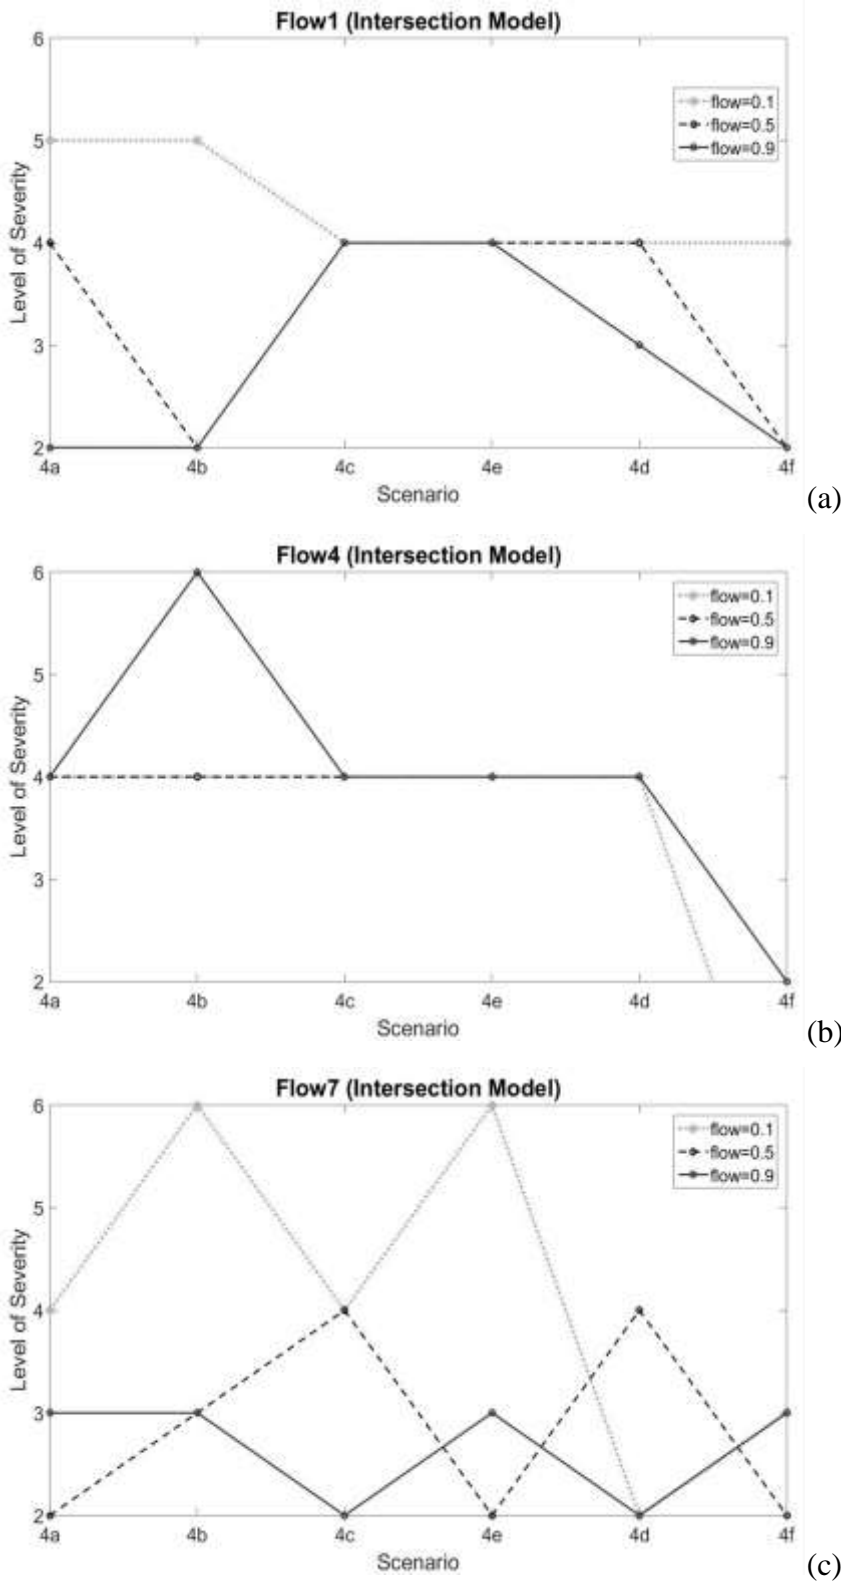 Flow1 (Intersection Model)
6
flow=0.1
flow=0.5
flow=0.9
5
4
3
2
Level of Severity
4a 4b 4c 4e 4d 4f
Scenario
(a)
Flow4 (Intersection Model)
6
flow=0.1
flow=0.5
flow=0.9
5
4
3
2
Level of Severity
4a 4b 4c 4e 4d 4f
Scenario
(b)
Flow7 (Intersection Model)
6
flow=0.1
flow=0.5
flow=0.9
5
4
3
2
Level of Severity
4a 4b 4c 4e 4d 4f
Scenario
(c)